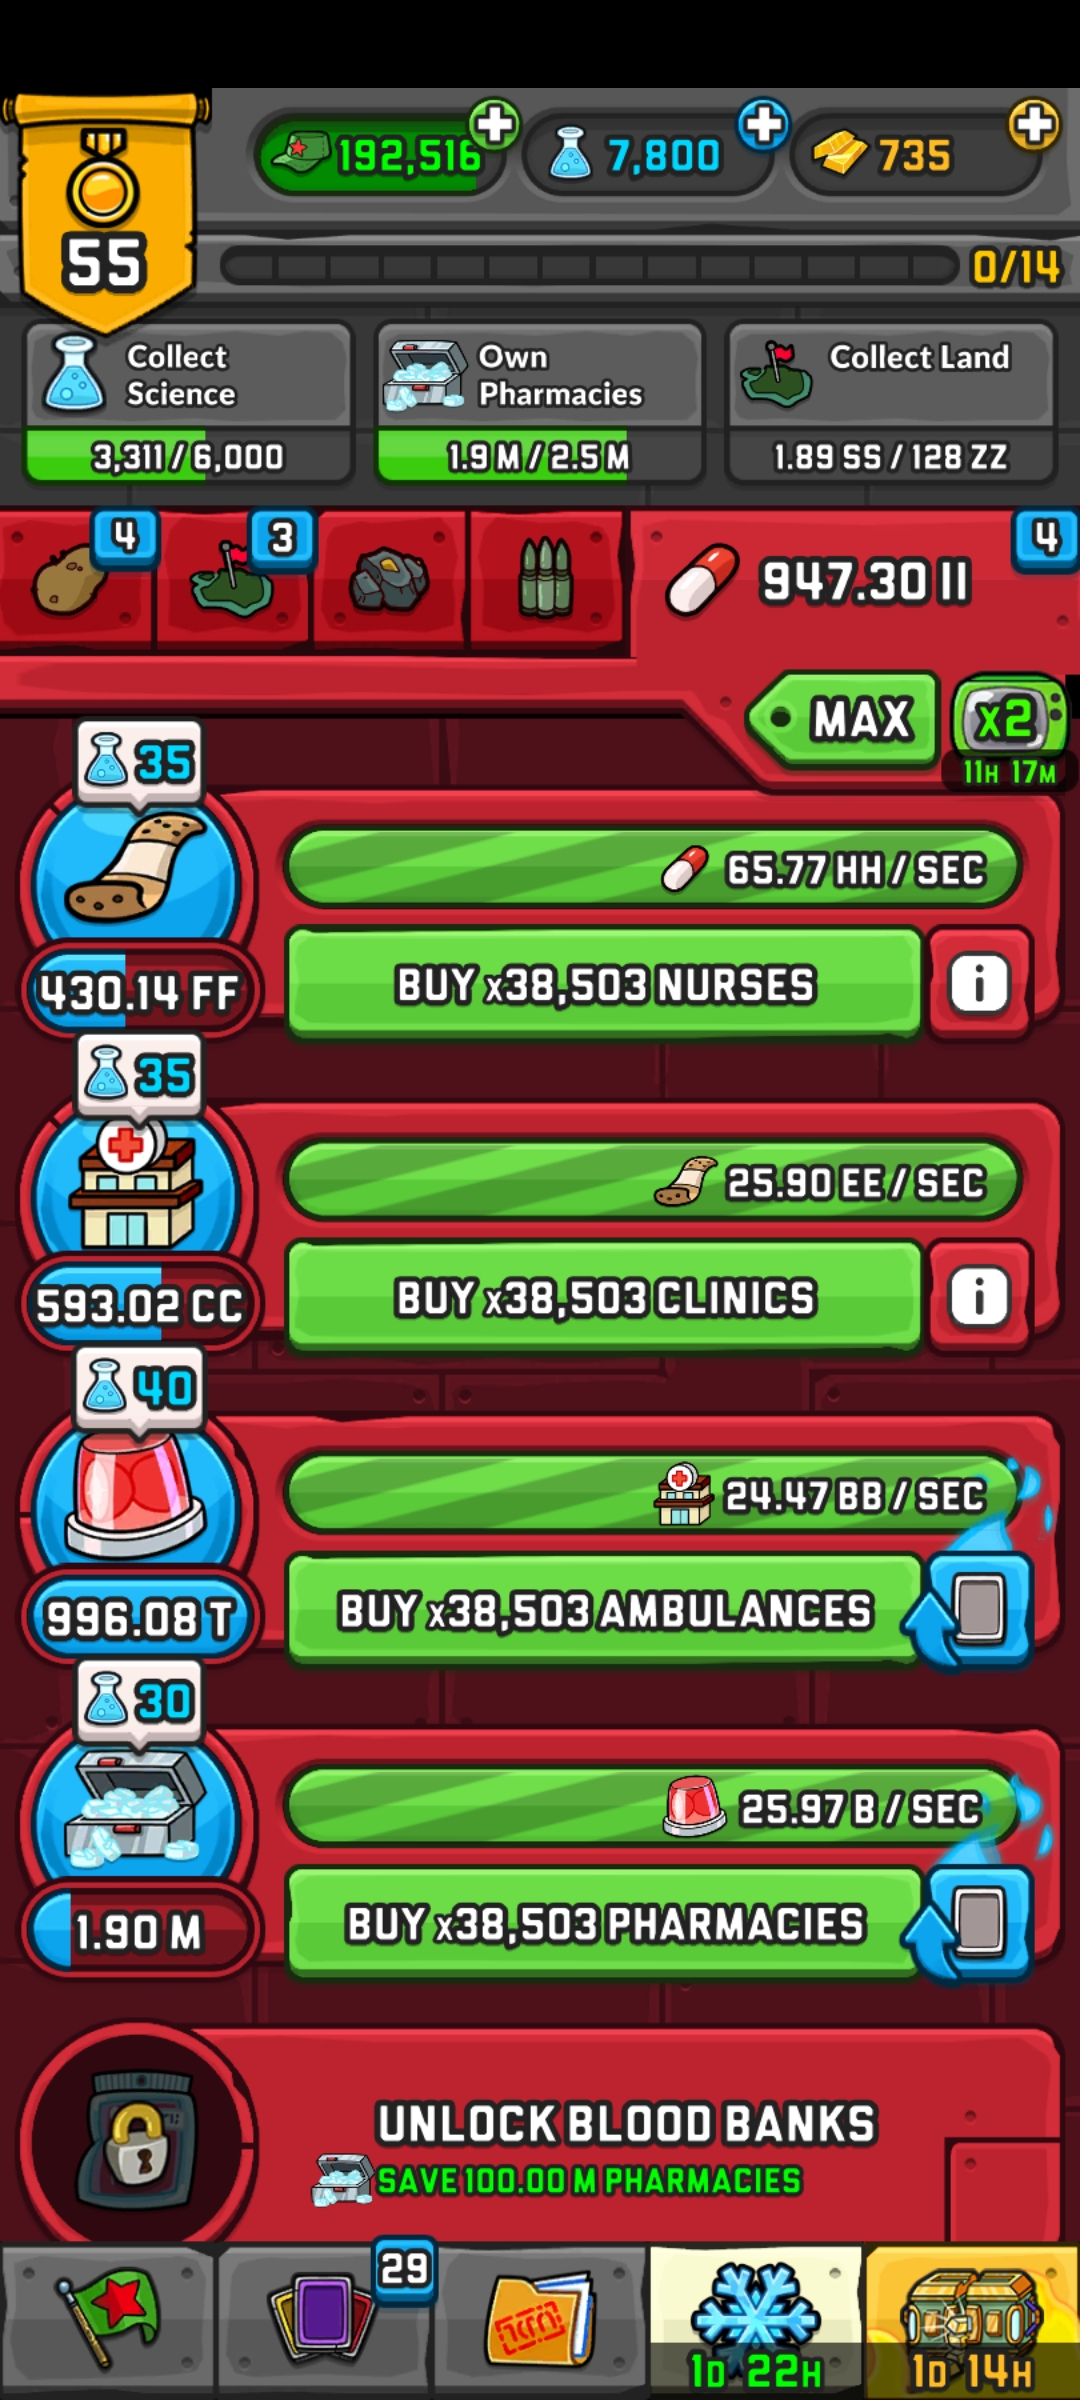 192,516
7,800
735
55
0/14
Collect
Science
3,311 / 6,000
Own
Pharmacies
1.9 M / 2.5 M
Collect Land
1.89 SS / 128 ZZ
4
3
947.30 II
4
MAX
x2
11H 17M
35
65.77 HH / SEC
430.14 FF
BUY x38,503 NURSES
i
35
25.90 EE / SEC
593.02 CC
BUY x38,503 CLINICS
i
40
24.47 BB / SEC
996.08 T
BUY x38,503 AMBULANCES
30
25.97 B / SEC
1.90 M
BUY x38,503 PHARMACIES
UNLOCK BLOOD BANKS
SAVE 100.00 M PHARMACIES
29
1D 22H
1D 14H